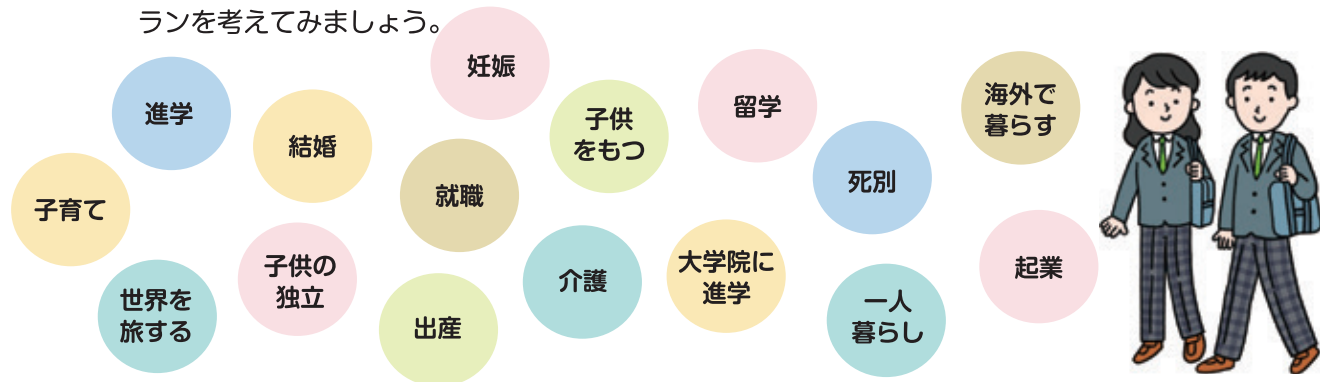 ランを考えてみましょう。
妊娠
進学
結婚
子供
をもつ
留学
海外で
暮らす
子育て
就職
死別
世界を
旅する
子供の
独立
出産
介護
大学院に
進学
一人
暮らし
起業